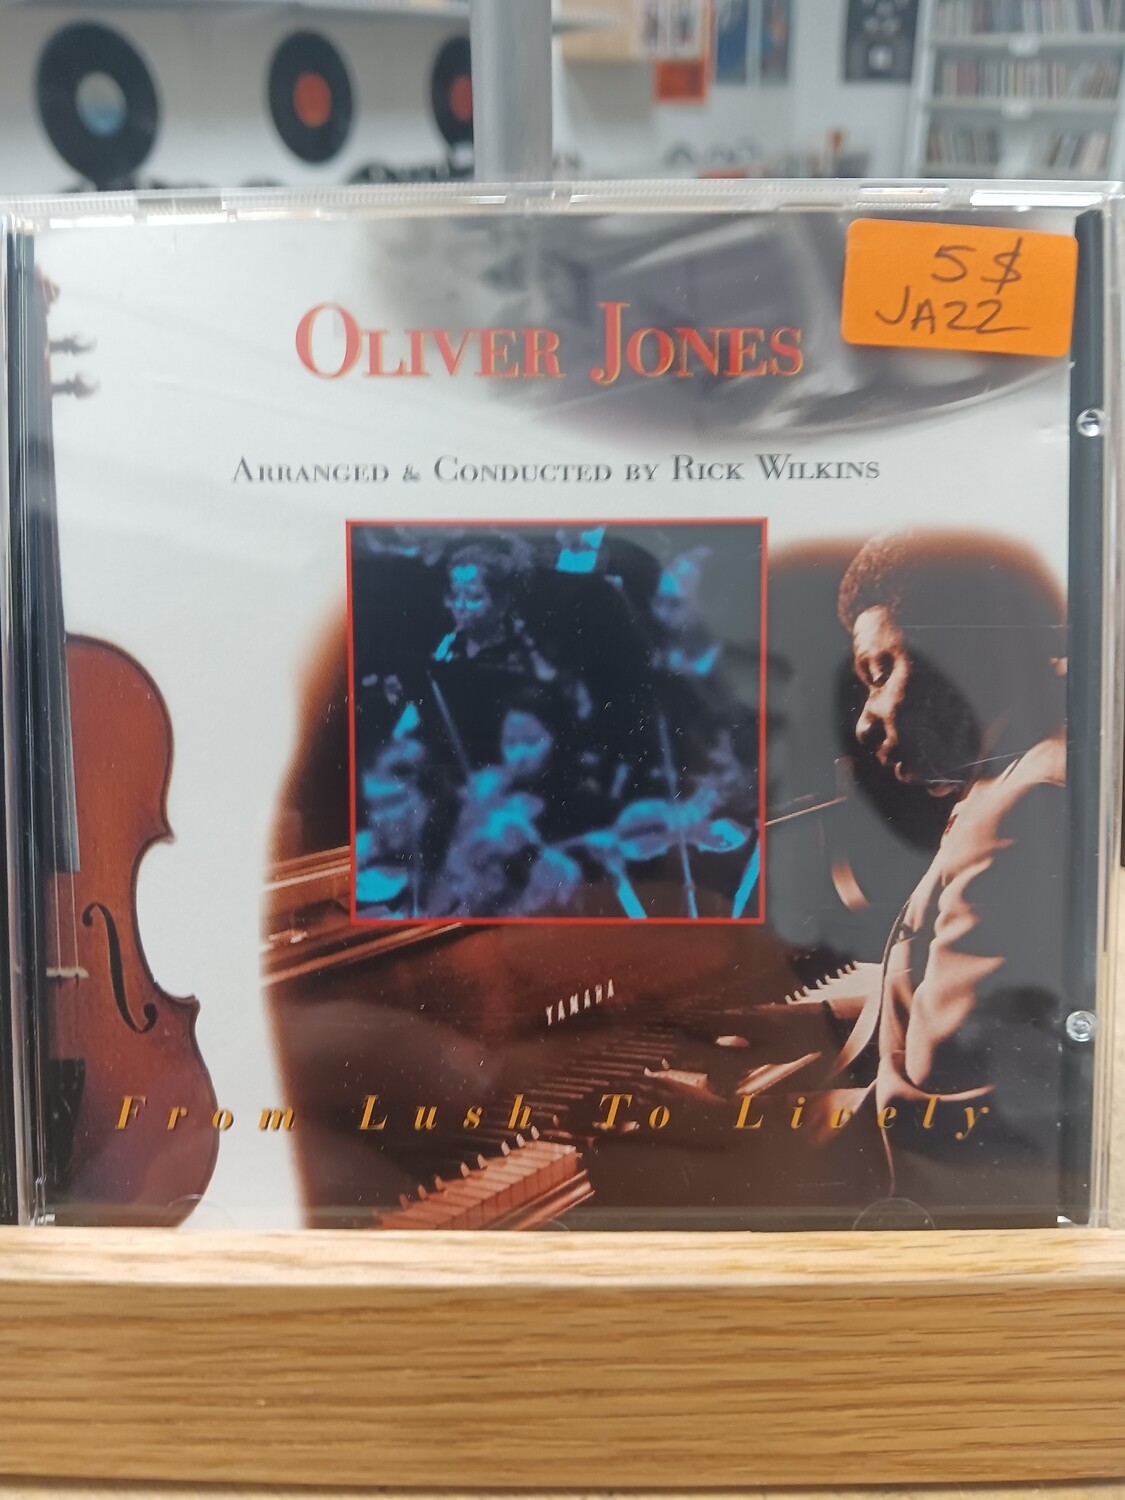 5$
JAZZ
OLIVER JONES
ARRANGED & CONDUCTED BY RICK WILKINS
YAMAHA
From Lush To Lively